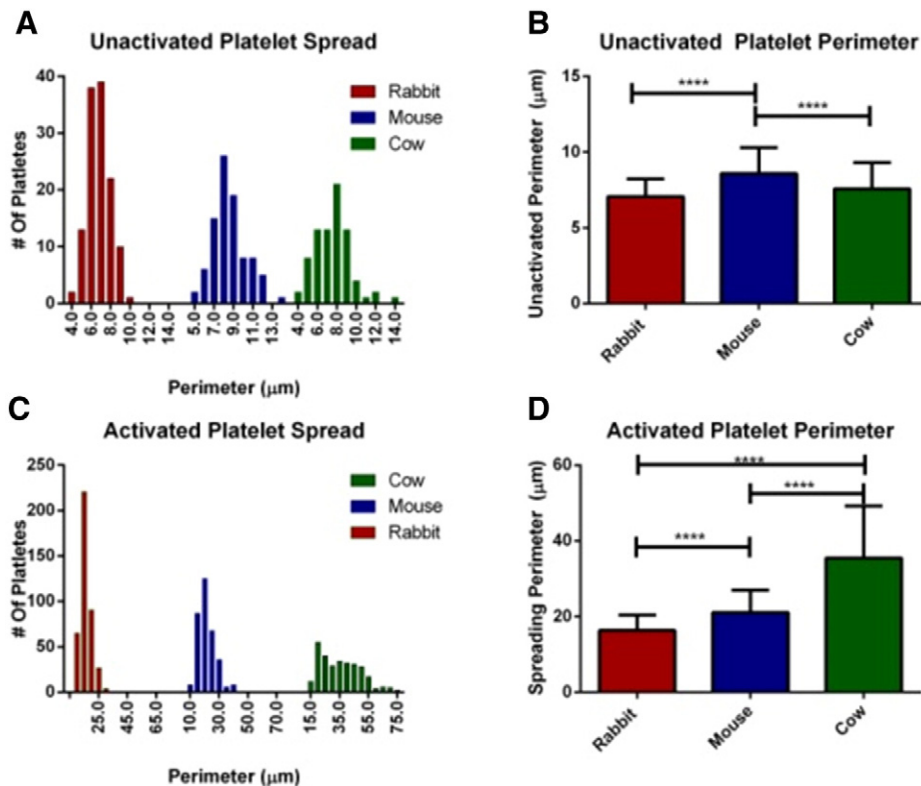 A
Unactivated Platelet Spread
# Of Platletes
40
30
20
10
0
Rabbit
Mouse
Cow
4.0 6.0 8.0 10.0 12.0 14.0 5.0 7.0 9.0 11.0 13.0 4.0 6.0 8.0 10.0 12.0 14.0
Perimeter (μm)
B
Unactivated Platelet Perimeter
Unactivated Perimeter (μm)
15
10
5
0
**** ****
Rabbit Mouse Cow
C
Activated Platelet Spread
# Of Platletes
250
200
150
100
50
0
Cow
Mouse
Rabbit
25.0 45.0 65.0 10.0 30.0 50.0 70.0 15.0 35.0 55.0 75.0
Perimeter (μm)
D
Activated Platelet Perimeter
Spreading Perimeter (μm)
60
40
20
0
****
****
****
Rabbit Mouse Cow